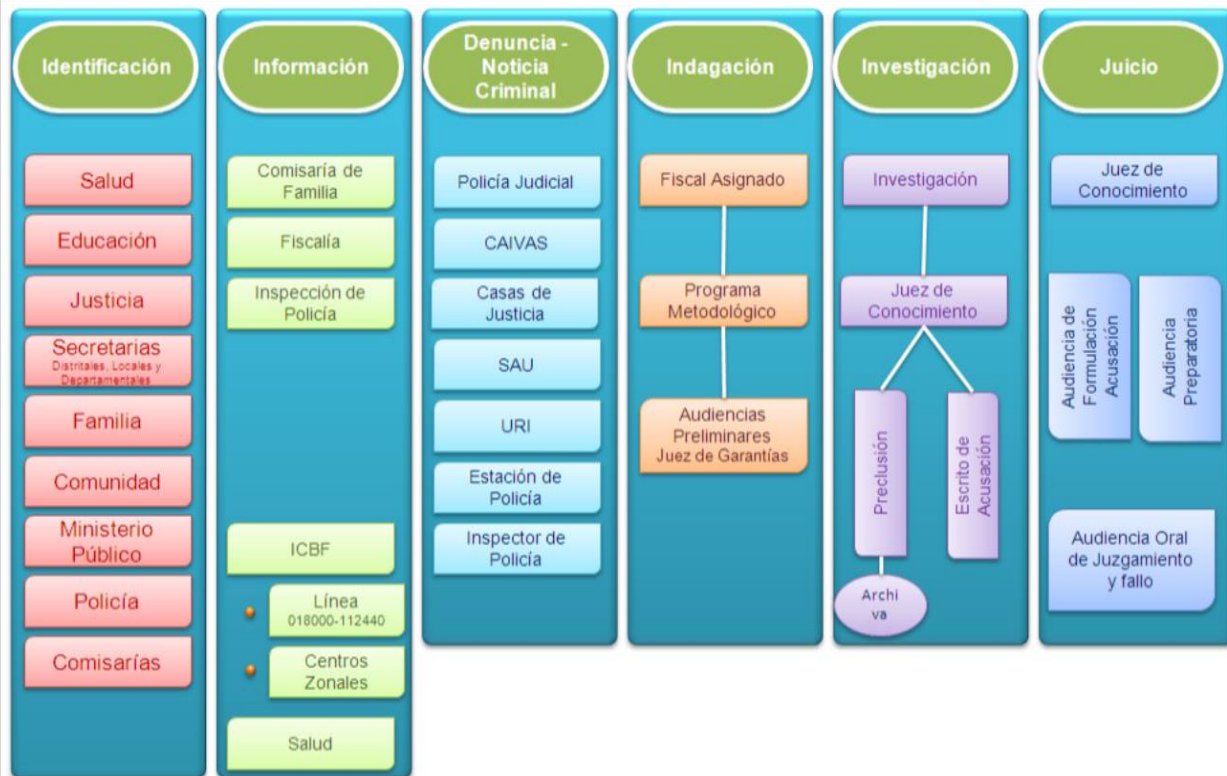 Identificación
Salud
Educación
Justicia
Secretarias
Distritales, Locales y
Departamentales
Familia
Comunidad
Ministerio
Público
Policía
Comisarías
Información
Comisaría de
Familia
Fiscalía
Inspección de
Policía
ICBF
Línea
018000-112440
Centros
Zonales
Salud
Denuncia -
Noticia
Criminal
Policía Judicial
CAIVAS
Casas de
Justicia
SAU
URI
Estación de
Policía
Inspector de
Policía
Indagación
Fiscal Asignado
Programa
Metodológico
Audiencias
Preliminares
Juez de Garantías
Investigación
Investigación
Juez de
Conocimiento
Preclusión
Escrito de
Acusación
Archi
va
Juicio
Juez de
Conocimiento
Audiencia de
Formulación
Acusación
Audiencia
Preparatoria
Audiencia Oral
de Juzgamiento
y fallo